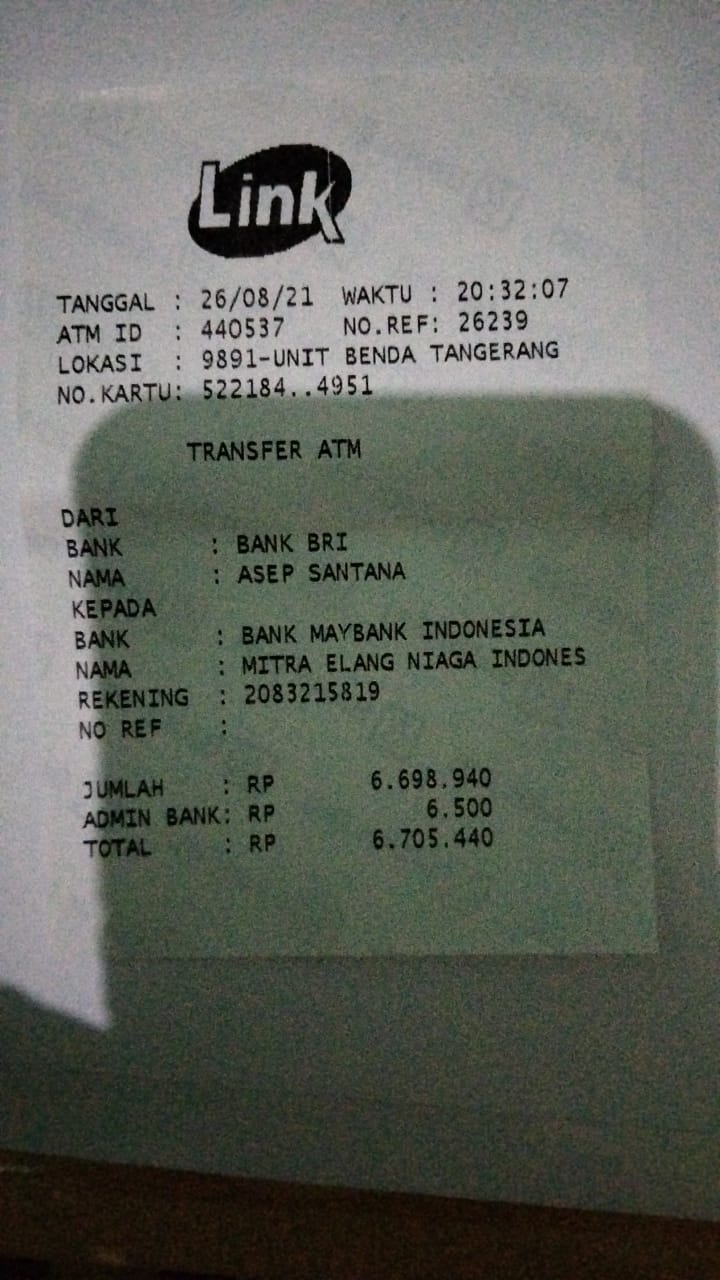 Link
TANGGAL : 26/08/21 WAKTU : 20:32:07
ATM ID : 440537 NO.REF: 26239
LOKASI : 9891-UNIT BENDA TANGERANG
NO.KARTU: 522184..4951
TRANSFER ATM
DARI
BANK : BANK BRI
NAMA : ASEP SANTANA
KEPADA
BANK : BANK MAYBANK INDONESIA
NAMA : MITRA ELANG NIAGA INDONES
REKENING : 2083215819
NO REF :
JUMLAH : RP 6.698.940
ADMIN BANK: RP 6.500
TOTAL : RP 6.705.440